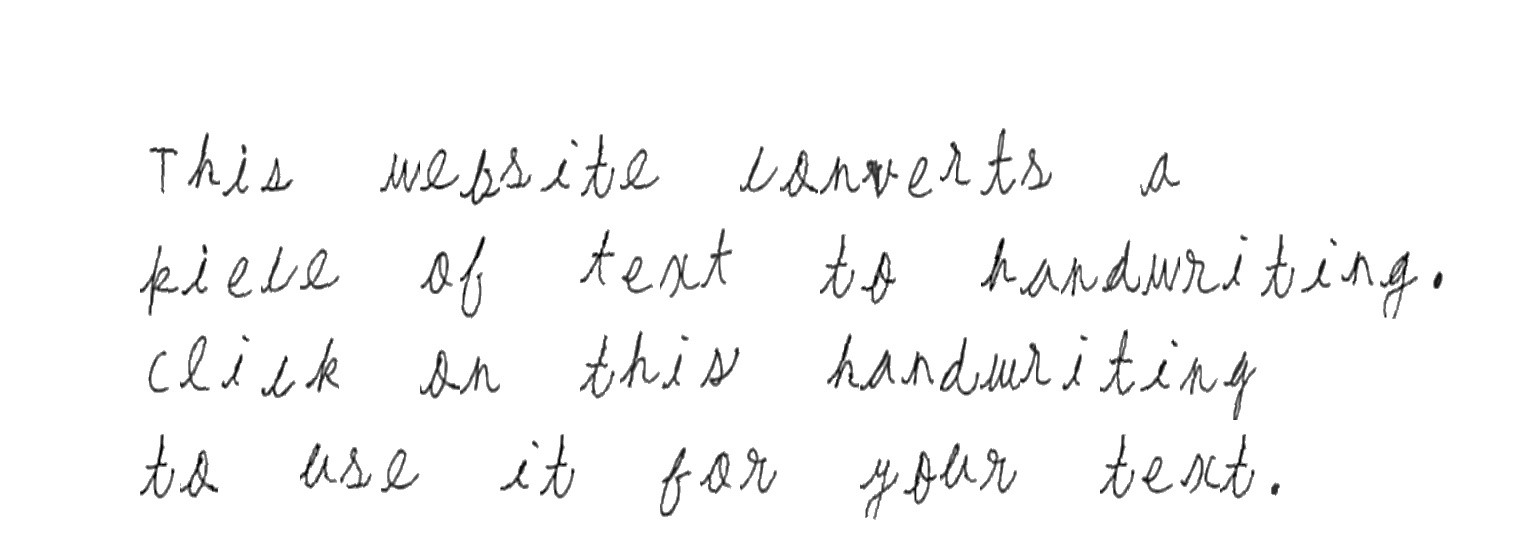 This website converts a
piece of text to handwriting.
Click on this handwriting
to use it for your text.